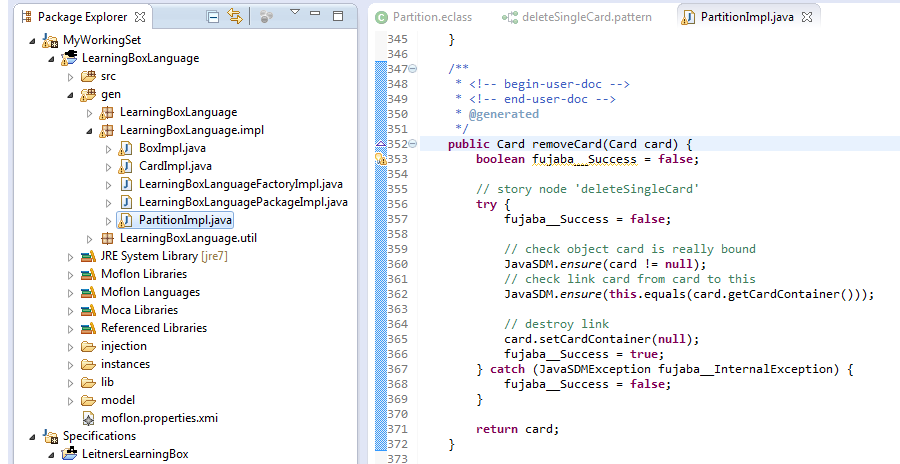 Package Explorer
MyWorkingSet
LearningBoxLanguage
src
gen
LearningBoxLanguage
LearningBoxLanguage.impl
BoxImpl.java
CardImpl.java
LearningBoxLanguageFactoryImpl.java
LearningBoxLanguagePackageImpl.java
PartitionImpl.java
LearningBoxLanguage.util
JRE System Library [jre7]
Moflon Libraries
Moflon Languages
Moca Libraries
Referenced Libraries
injection
instances
lib
model
moflon.properties.xmi
Specifications
LeitnersLearningBox
Partition.eclass deleteSingleCard.pattern PartitionImpl.java
345 }
346
347 /**
348 * <!-- begin-user-doc -->
349 * <!-- end-user-doc -->
350 * @generated
351 */
352 public Card removeCard(Card card) {
353 boolean fujaba__Success = false;
354
355 // story node 'deleteSingleCard'
356 try {
357 fujaba__Success = false;
358
359 // check object card is really bound
360 JavaSDM.ensure(card != null);
361 // check link card from card to this
362 JavaSDM.ensure(this.equals(card.getCardContainer()));
363
364 // destroy link
365 card.setCardContainer(null);
366 fujaba__Success = true;
367 } catch (JavaSDMException fujaba__InternalException) {
368 fujaba__Success = false;
369 }
370
371 return card;
372 }
373